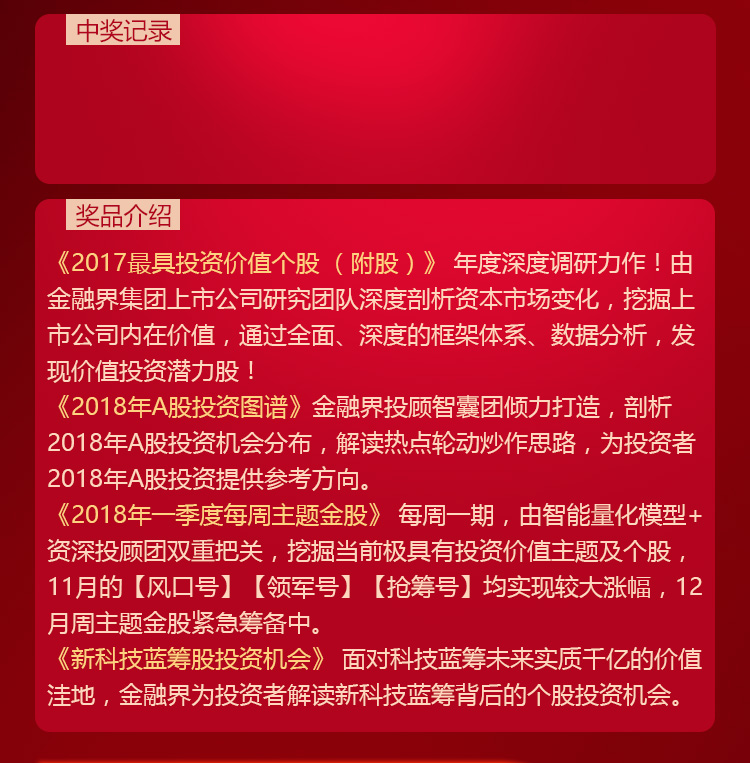 中奖记录
奖品介绍
《2017最具投资价值个股 （ 附股 ）》 年度深度调研力作！由
金融界集团上市公司研究团队深度剖析资本市场变化，挖掘上
市公司内在价值，通过全面、深度的框架体系、数据分析，发
现价值投资潜力股！
《2018年A股投资图谱》金融界投顾智囊团倾力打造，剖析
2018年A股投资机会分布，解读热点轮动炒作思路，为投资者
2018年A股投资提供参考方向。
《2018年一季度每周主题金股》 每周一期，由智能量化模型+
资深投顾团双重把关，挖掘当前极具有投资价值主题及个股，
11月的【风口号】【领军号】【抢筹号】均实现较大涨幅，12
月周主题金股紧急筹备中。
《新科技蓝筹股投资机会》 面对科技蓝筹未来实质千亿的价值
洼地，金融界为投资者解读新科技蓝筹背后的个股投资机会。